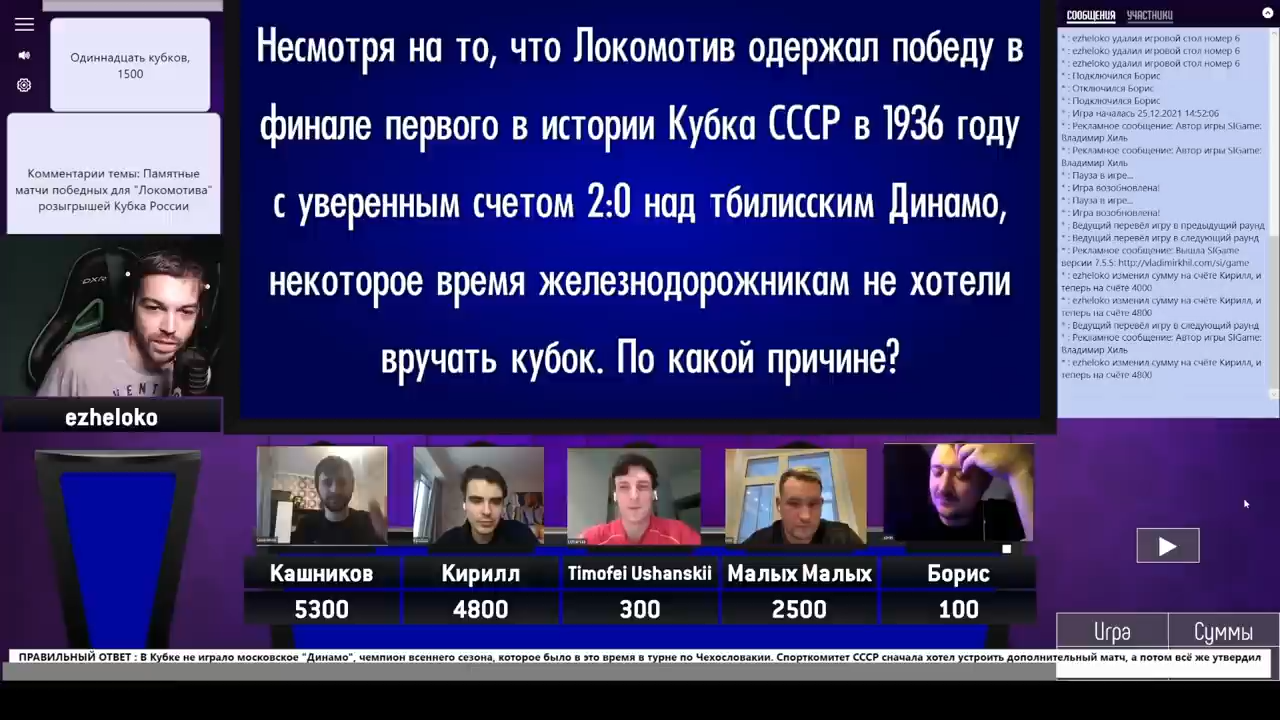 Одиннадцать кубков,
1500
Комментарии темы: Памятные
матчи победных для "Локомотива"
розыгрышей Кубка России
ezheloko
Несмотря на то, что Локомотив одержал победу в
финале первого в истории Кубка СССР в 1936 году
с уверенным счетом 2:0 над тбилисским Динамо,
некоторое время железнодорожникам не хотели
вручать кубок. По какой причине?
СООБЩЕНИЯ УЧАСТНИКИ
* : ezheloko удалил игровой стол номер 6
* : ezheloko удалил игровой стол номер 6
* : ezheloko удалил игровой стол номер 6
* : Подключился Борис
* : Отключился Борис
* : Подключился Борис
* : Игра началась 25.12.2021 14:52:06
* : Рекламное сообщение: Автор игры SIGame:
Владимир Хиль
* : Рекламное сообщение: Автор игры SIGame:
Владимир Хиль
* : Пауза в игре...
* : Игра возобновлена!
* : Пауза в игре...
* : Игра возобновлена!
* : Ведущий перевёл игру в предыдущий раунд
* : Ведущий перевёл игру в следующий раунд
* : Рекламное сообщение: Вышла SIGame
версии 7.5.5: http://vladimirkhil.com/si/game
* : ezheloko изменил сумму на счёте Кирилл, и
теперь на счёте 4000
* : ezheloko изменил сумму на счёте Кирилл, и
теперь на счёте 4800
* : Ведущий перевёл игру в следующий раунд
* : Рекламное сообщение: Автор игры SIGame:
Владимир Хиль
* : ezheloko изменил сумму на счёте Кирилл, и
теперь на счёте 4800
DXR
VENT
Кашников Кирилл Timofei Ushanskii Малых Малых Борис
5300 4800 300 2500 100
Игра Суммы
ПРАВИЛЬНЫЙ ОТВЕТ : В Кубке не играло московское "Динамо", чемпион весеннего сезона, которое было в это время в турне по Чехословакии. Спорткомитет СССР сначала хотел устроить дополнительный матч, а потом всё же утвердил